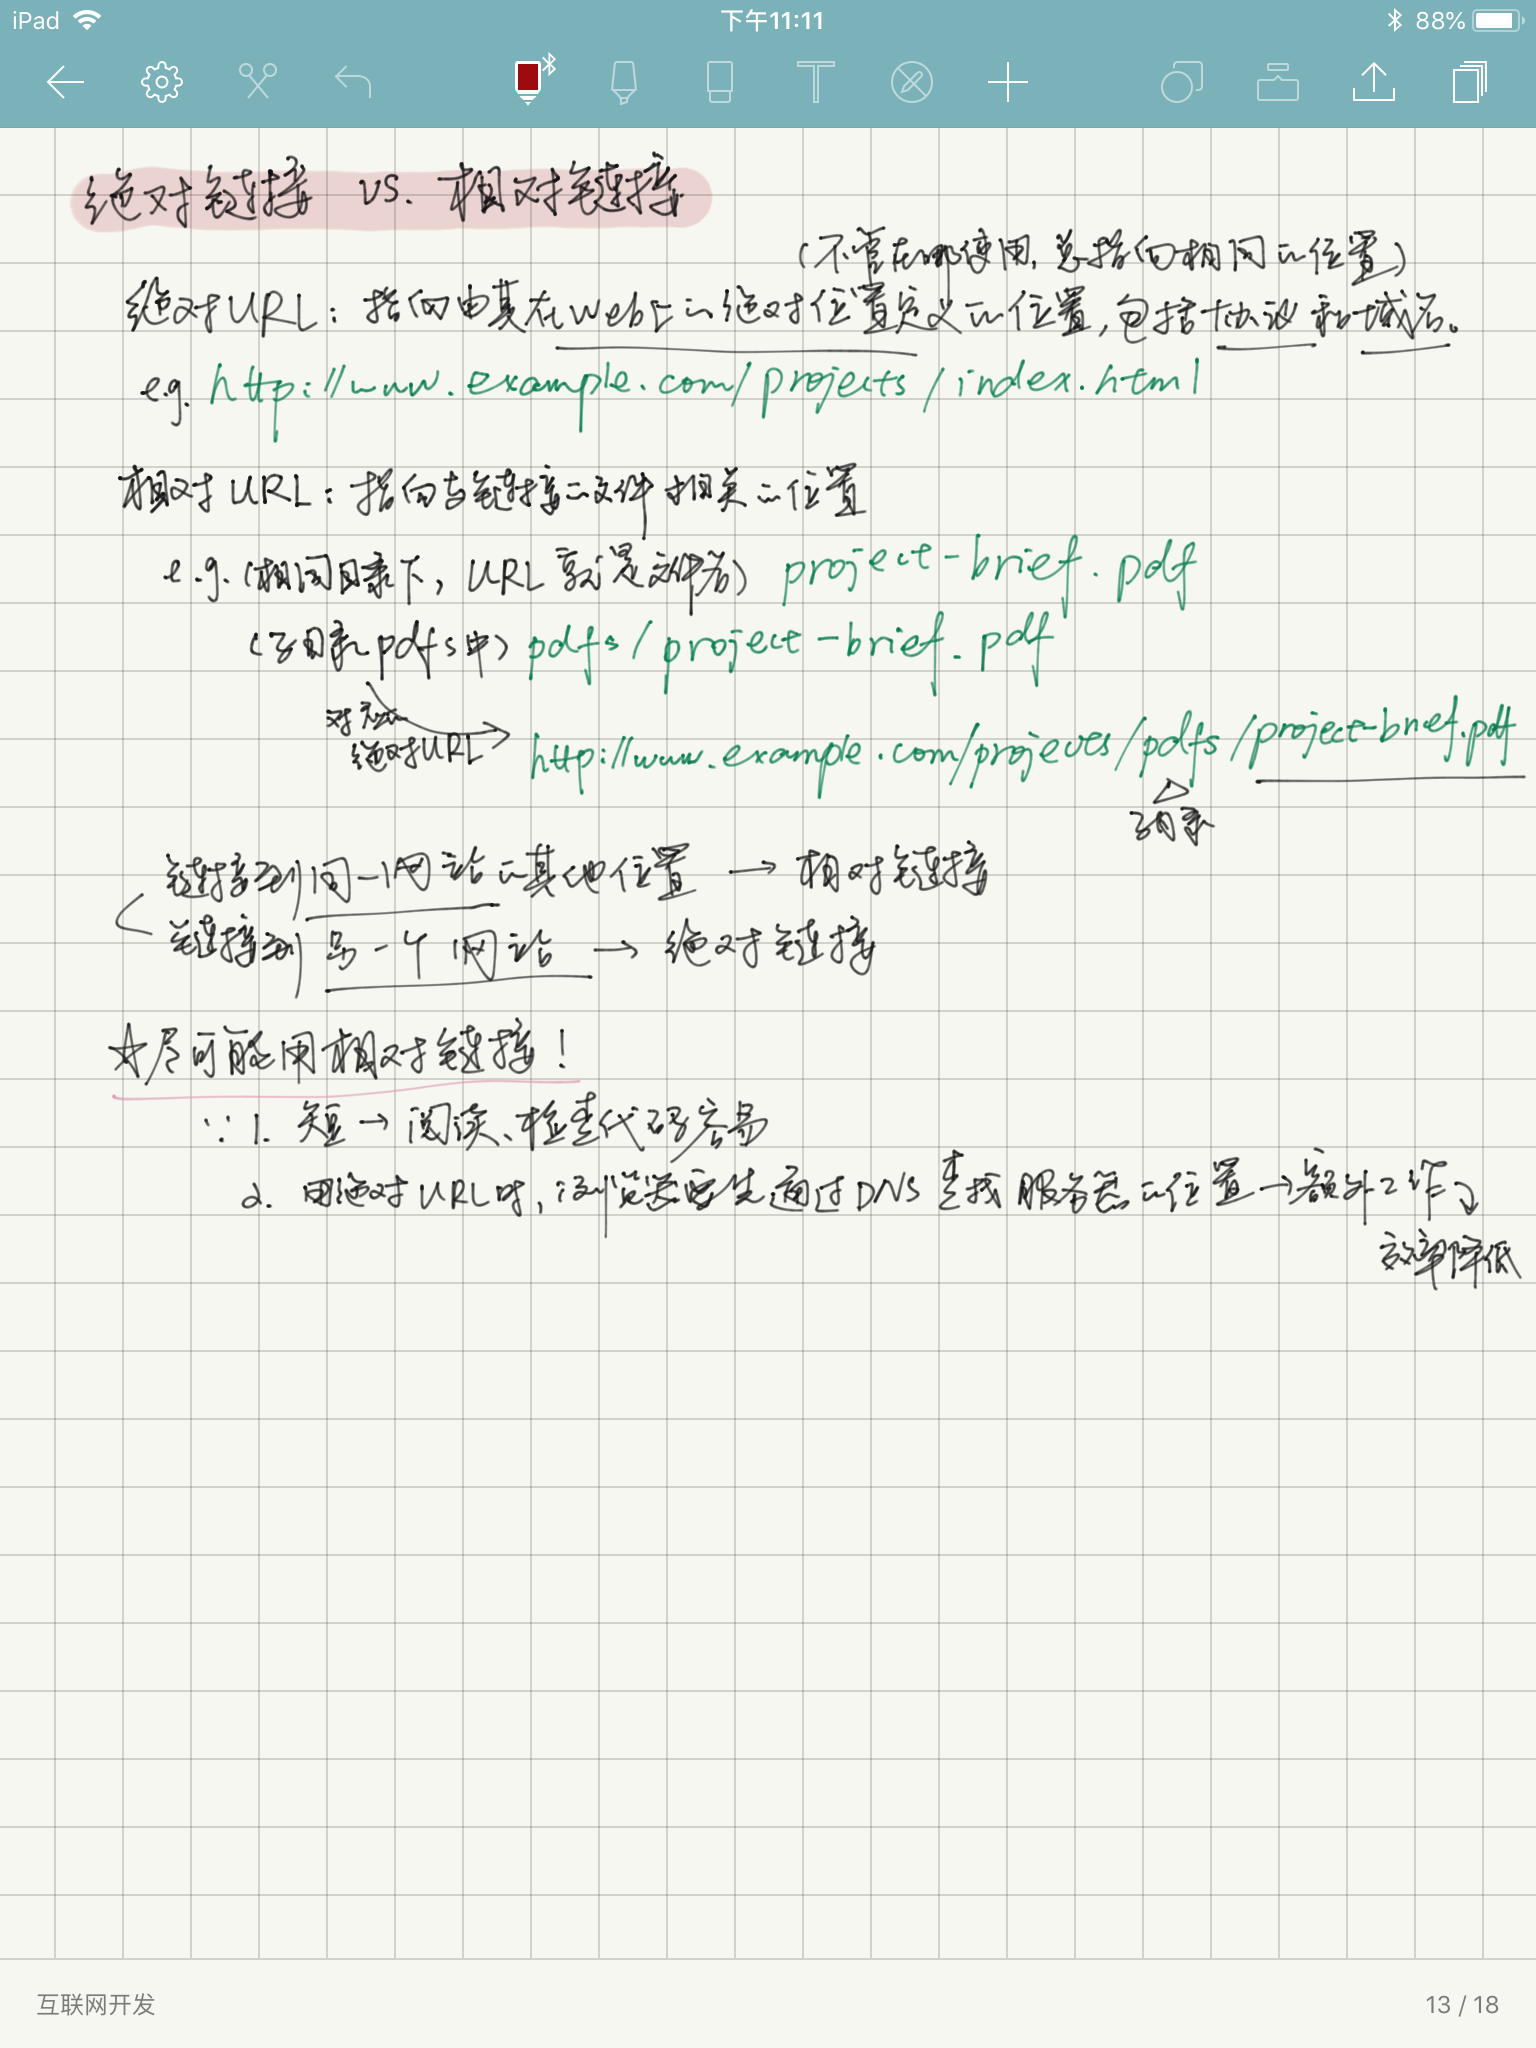 iPad 下午11:11 88%
绝对链接 vs. 相对链接
(不管在哪使用,总指向相同的位置)
绝对URL:指向由其在Web上的绝对位置定义的位置,包括协议和域名。
e.g. http://www.example.com/projects/index.html
相对URL:指向与链接的文件相关的位置
e.g.(相同目录下,URL就是文件名) project-brief.pdf
(子目录pdfs中) pdfs/project-brief.pdf
对应
绝对URL
http://www.example.com/projects/pdfs/project-brief.pdf
子目录
链接到同一网站的其他位置 → 相对链接
链接到另一个网站 → 绝对链接
☆尽可能用相对链接!
∵1. 短→阅读、检查代码容易
2. 用绝对URL时,浏览器要先通过DNS查找服务器的位置→额外工作
效率降低
互联网开发 13 / 18